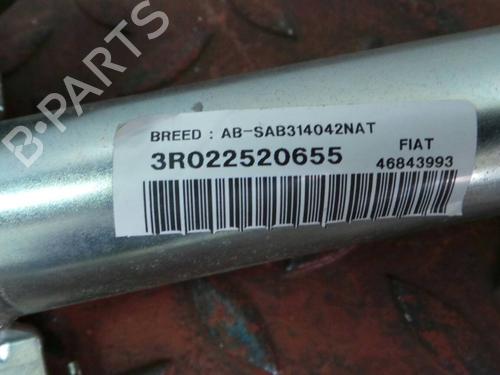 B-PARTS
BREED : AB-SAB314042NAT
3R022520655
FIAT
46843993